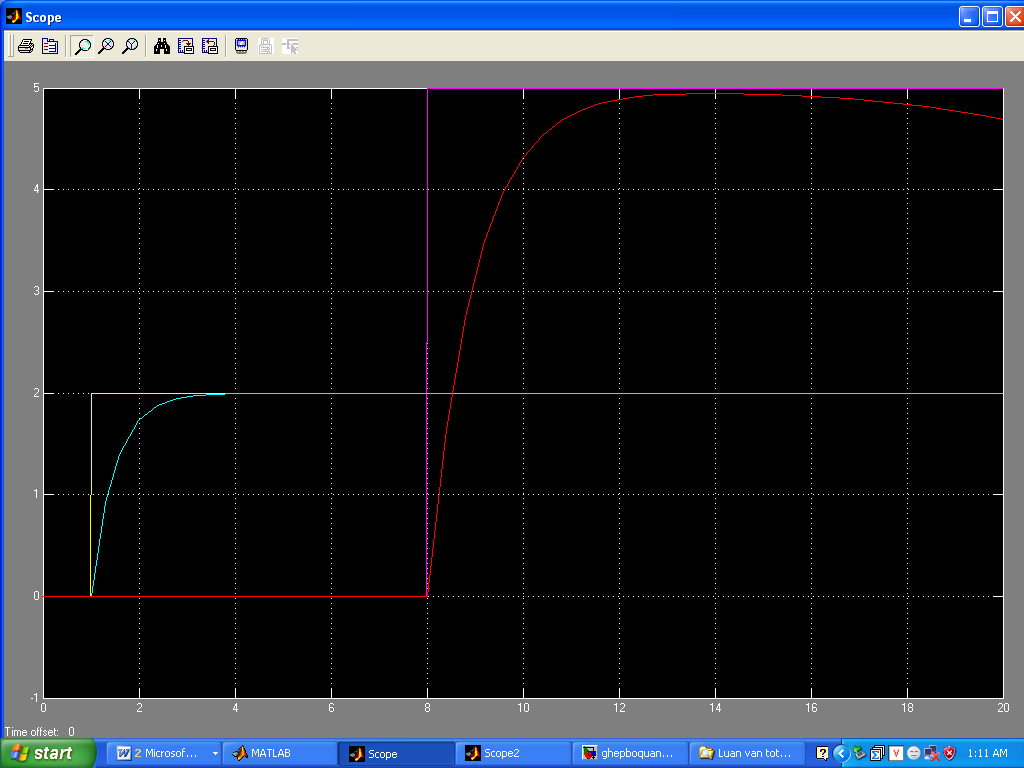 Scope
5
4
3
2
1
0
-1
0 2 4 6 8 10 12 14 16 18 20
Time offset: 0
start
2 Microsof...
MATLAB
Scope
Scope2
ghepboquan...
Luan van tot...
1:11 AM